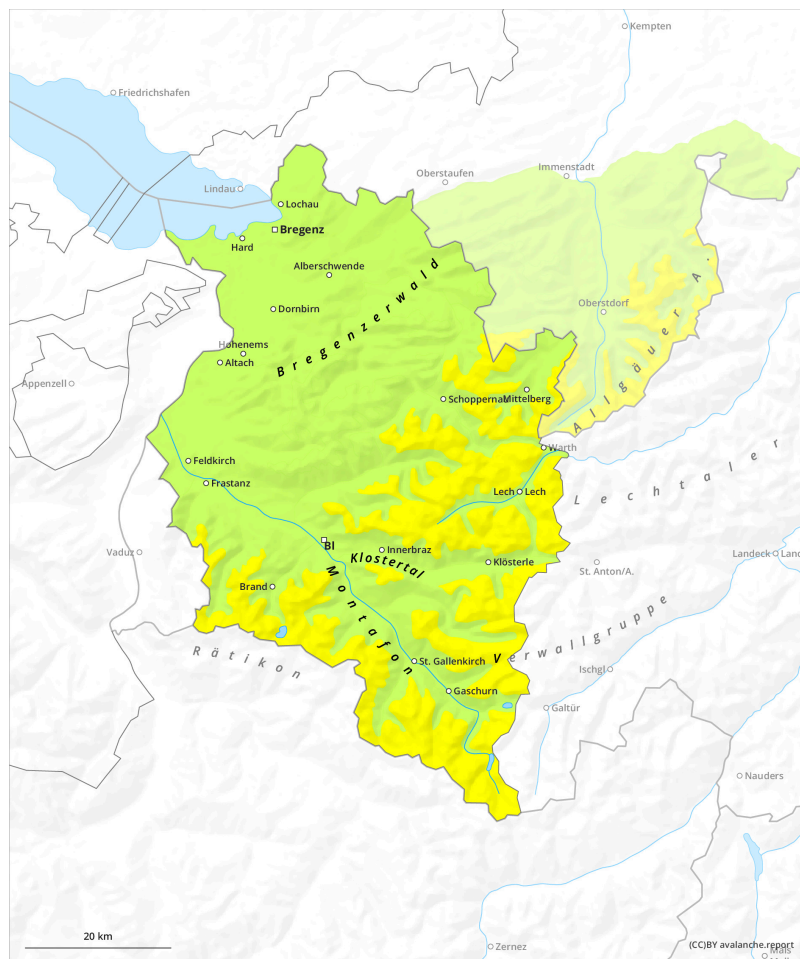 Kempten
Friedrichshafen
Oberstaufen
Immenstadt
Lindau
Lochau
Bregenz
Hard
Alberschwende
Bregenzerwald
Dornbirn
Oberstdorf
Allgäuer A.
Hohenems
Altach
Appenzell
Schoppernau
Mittelberg
Warth
Feldkirch
Frastanz
Lech
Lech
Lechtaler
Vaduz
Bl
Innerbraz
Klostertal
Klösterle
St. Anton/A.
Landeck
Lanc
Brand
Montafon
Verwallgruppe
Rätikon
St. Gallenkirch
Ischgl
Gaschurn
Galtür
Nauders
20 km
Zernez
(CC)BY avalanche.report